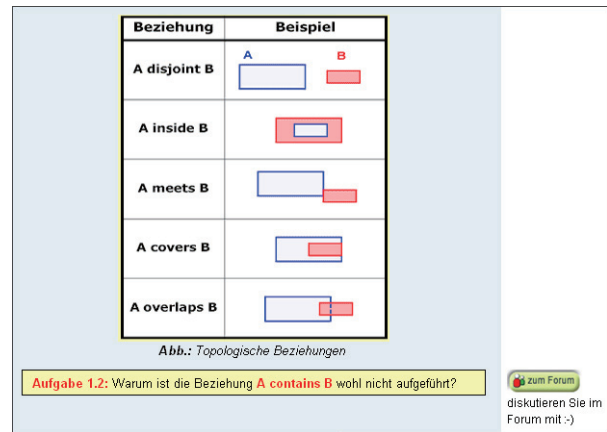 Beziehung Beispiel
A disjoint B
A B
A inside B
A meets B
A covers B
A overlaps B
Abb.: Topologische Beziehungen
Aufgabe 1.2: Warum ist die Beziehung A contains B wohl nicht aufgeführt?
zum Forum
diskutieren Sie im
Forum mit :-)